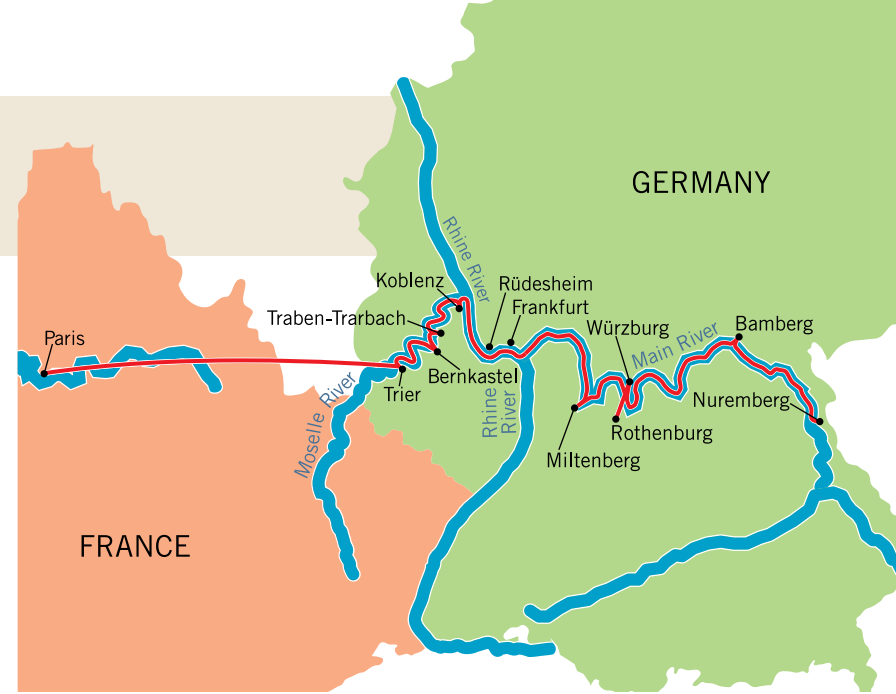 GERMANY
Rhine River
Koblenz
Rüdesheim
Frankfurt
Traben-Trarbach
Würzburg
Main River
Bamberg
Paris
Bernkastel
Trier
Moselle River
Rhine
River
Nuremberg
Rothenburg
Miltenberg
FRANCE